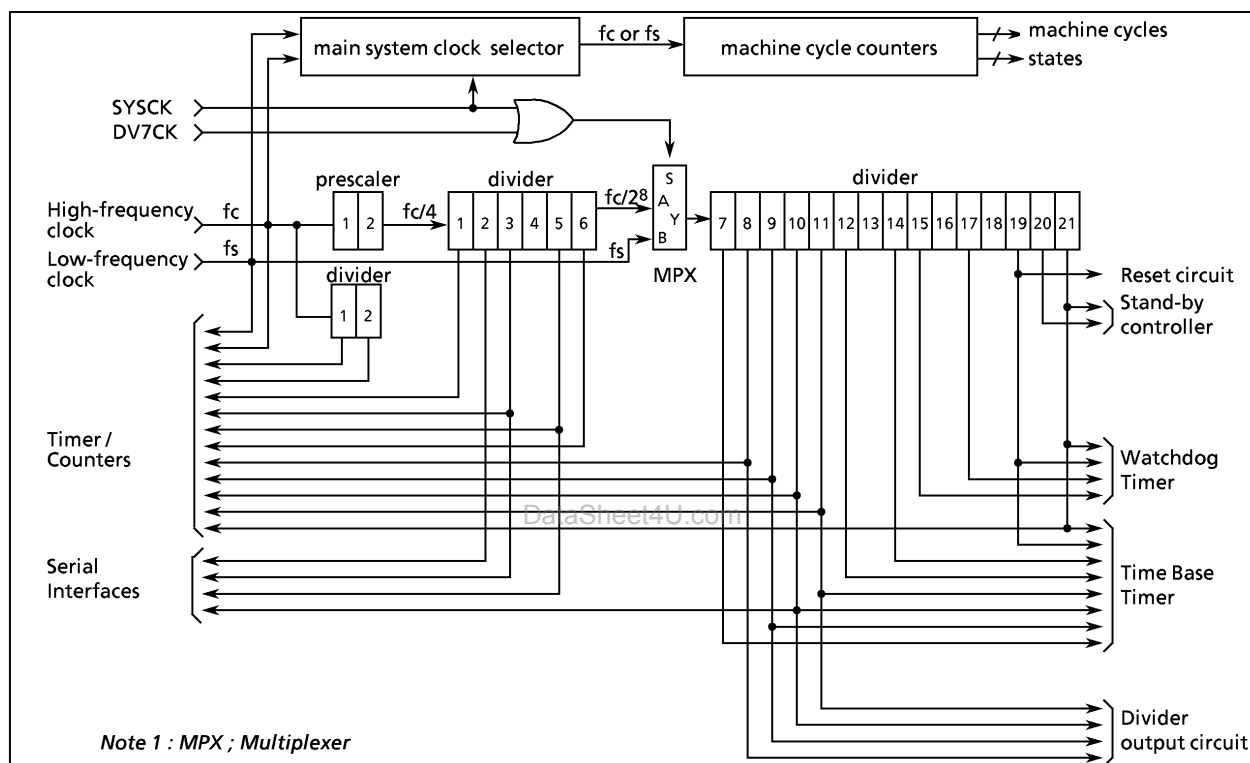 main system clock selector
fc or fs
machine cycle counters
machine cycles
states
SYSCK
DV7CK
prescaler
divider
divider
High-frequency
clock
fc
1 2
fc/4
1 2 3 4 5 6
fc/2⁸
S
A
Y
B
MPX
7 8 9 10 11 12 13 14 15 16 17 18 19 20 21
Low-frequency
clock
fs
fs
divider
1 2
Reset circuit
Stand-by
controller
Timer /
Counters
Watchdog
Timer
DataSheet4U.com
Serial
Interfaces
Time Base
Timer
Divider
output circuit
Note 1 : MPX ; Multiplexer